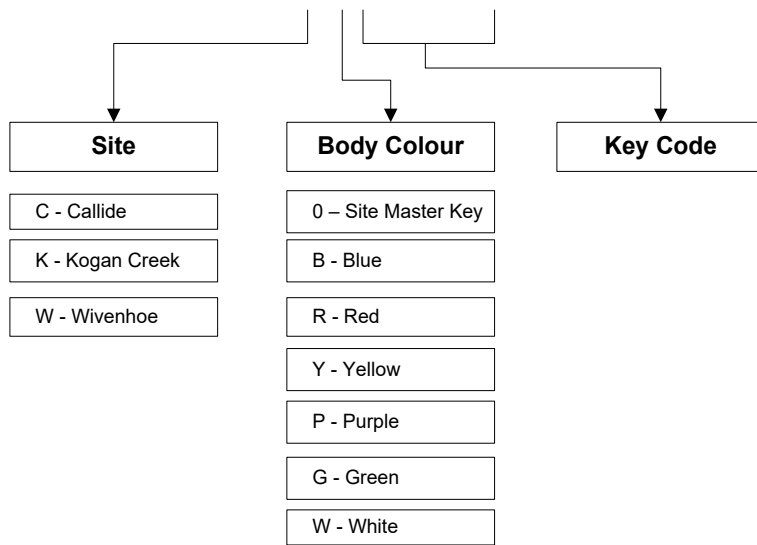 Site
Body Colour
Key Code
C - Callide
K - Kogan Creek
W - Wivenhoe
0 – Site Master Key
B - Blue
R - Red
Y - Yellow
P - Purple
G - Green
W - White